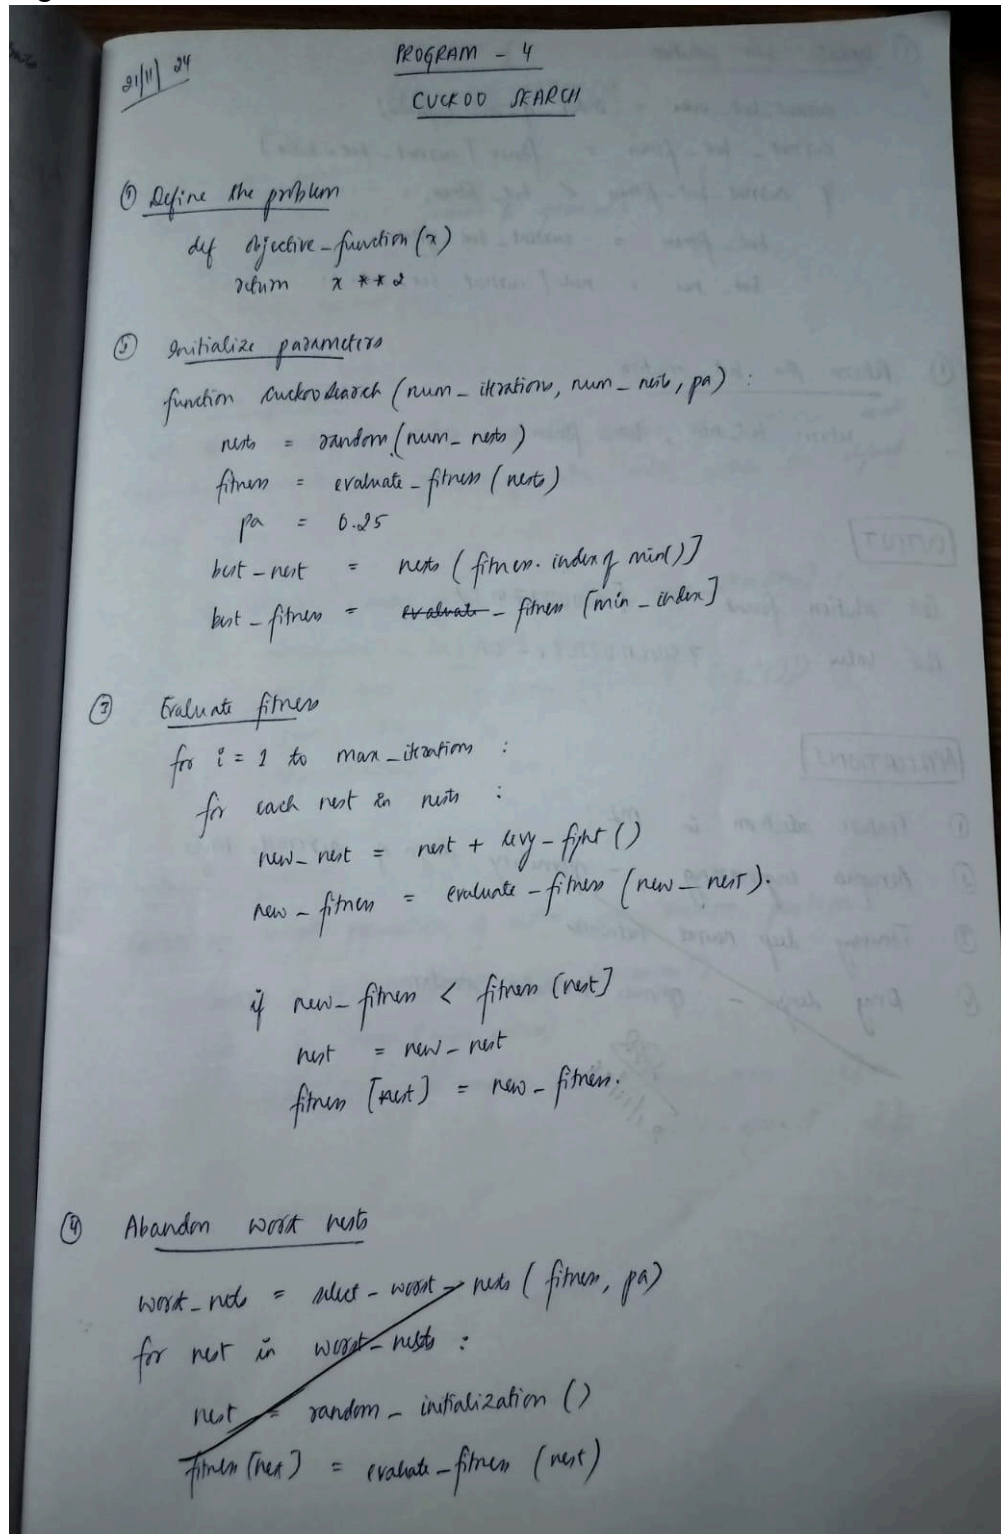 21/11/24
PROGRAM - 4
CUCKOO SEARCH
① Define the problem
def objective_function(x)
return x **2
② Initialize parameters
function cuckoosearch (num_iterations, num_nests, pa) :
nests = random(num_nests)
fitness = evaluate_fitness (nests)
pa = 0.25
best_nest = nests (fitness. index of min()]
best_fitness = evaluate_fitness [min_index]
③ Evaluate fitness
for i = 1 to max_iterations :
for each nest in nests :
new_nest = nest + levy_fight ()
new_fitness = evaluate_fitness (new_nest).
if new_fitness < fitness (nest]
nest = new_nest
fitness [nest] = new_fitness.
④ Abandon worst nests
worst_nests = select_worst_nests ( fitness, pa)
for nest in worst_nests :
nest = random_initialization ()
fitness [nest] = evaluate_fitness (nest)